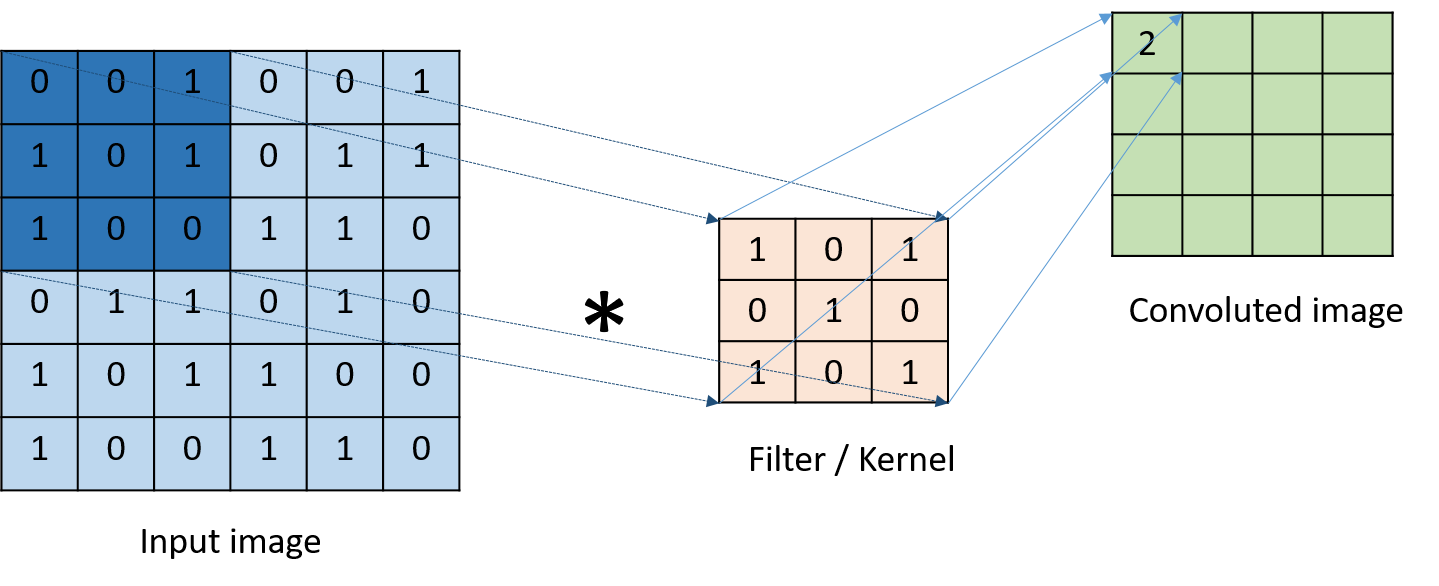 0 0 1 0 0 1
1 0 1 0 1 1
1 0 0 1 1 0
0 1 1 0 1 0
1 0 1 1 0 0
1 0 0 1 1 0
Input image
*
1 0 1
0 1 0
1 0 1
Filter / Kernel
2
Convoluted image